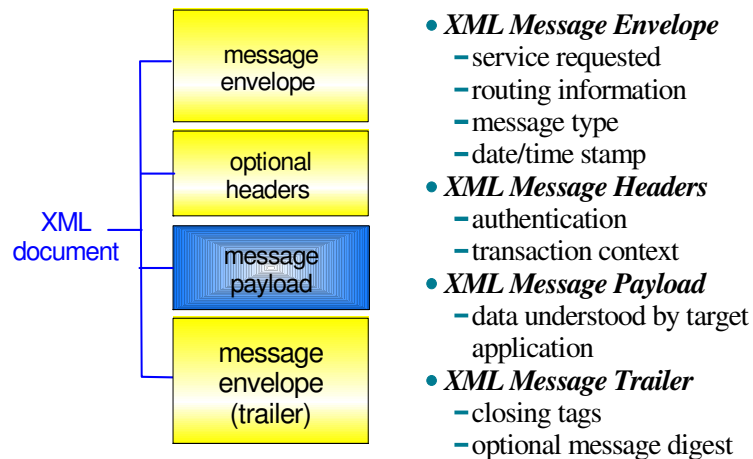 message
envelope
optional
headers
XML
document
message
payload
message
envelope
(trailer)
• XML Message Envelope
–service requested
–routing information
–message type
–date/time stamp
• XML Message Headers
–authentication
–transaction context
• XML Message Payload
–data understood by target
application
• XML Message Trailer
–closing tags
–optional message digest